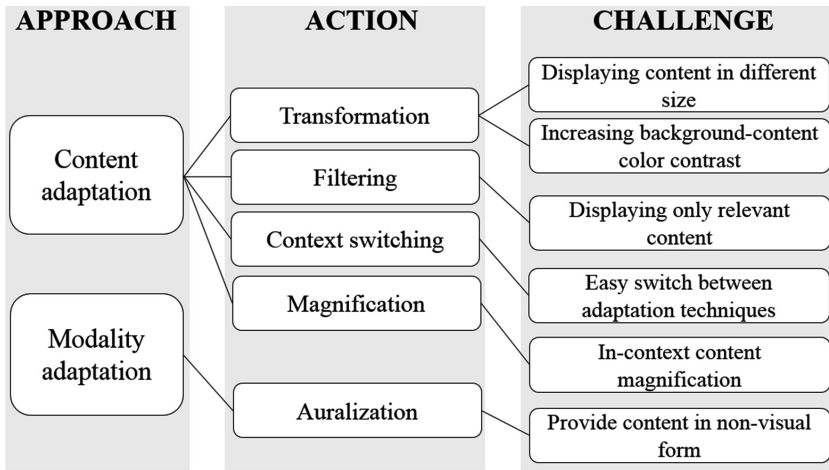 APPROACH
ACTION
CHALLENGE
Content
adaptation
Modality
adaptation
Transformation
Filtering
Context switching
Magnification
Auralization
Displaying content in different
size
Increasing background-content
color contrast
Displaying only relevant
content
Easy switch between
adaptation techniques
In-context content
magnification
Provide content in non-visual
form